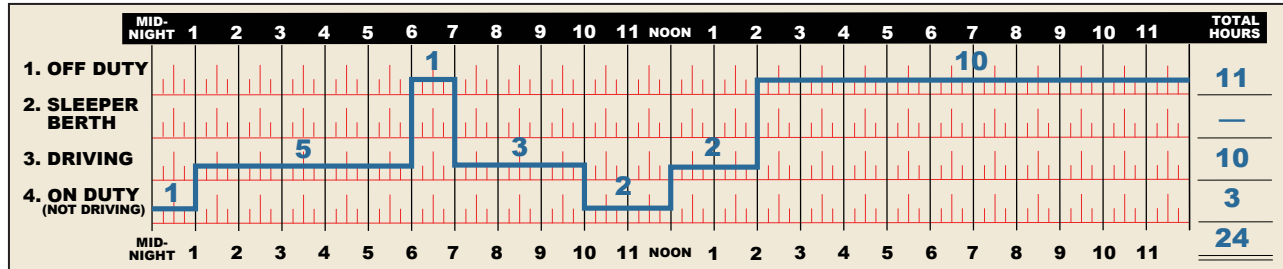 MID-
NIGHT 1 2 3 4 5 6 7 8 9 10 11 NOON 1 2 3 4 5 6 7 8 9 10 11
TOTAL
HOURS
1. OFF DUTY 1 10 11
2. SLEEPER
BERTH —
3. DRIVING 5 3 2 10
4. ON DUTY 1 2 3
(NOT DRIVING)
MID-
NIGHT 1 2 3 4 5 6 7 8 9 10 11 NOON 1 2 3 4 5 6 7 8 9 10 11
24